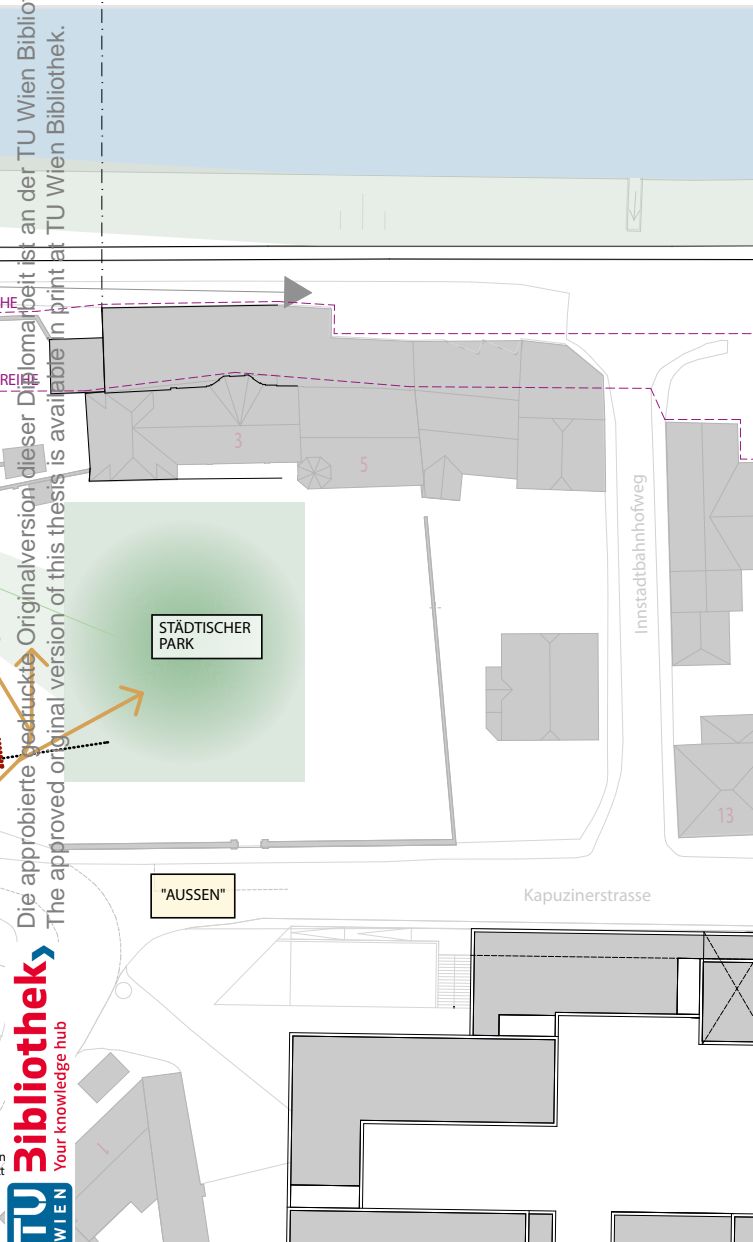 Die approbierte gedruckte Originalversion dieser Diplomarbeit ist an der TU Wien Bibliot
The approved original version of this thesis is available in print at TU Wien Bibliothek.
HE
REIHE
3
5
Innstadtbahnhofweg
STÄDTISCHER
PARK
13
"AUSSEN"
Kapuzinerstrasse
Bibliothek
Your knowledge hub
1
n
t
TU
WIEN